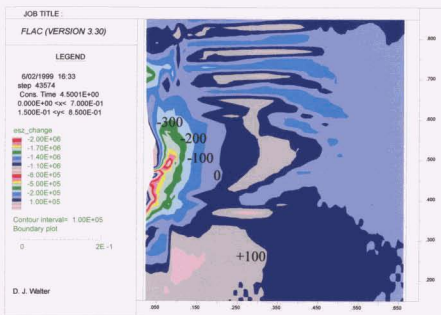 JOB TITLE
FLAC (VERSION 3.30)
LEGEND
6/02/1999 16:33
step 43574
Cons. Time 4.5001E+00
0.000E+00 <x< 7.000E-01
1.500E-01 <y< 8.500E-01
esz_change
-2.00E+06
-1.70E+06
-1.40E+06
-1.10E+06
-8.00E+05
-5.00E+05
-2.00E+05
1.00E+05
Contour interval= 1.00E+05
Boundary plot
0 2E -1
D. J. Walter
-300
-200
-100
0
+100
.800
.700
.600
.500
.400
.300
.200
.050 .150 .250 .350 .450 .550 .650